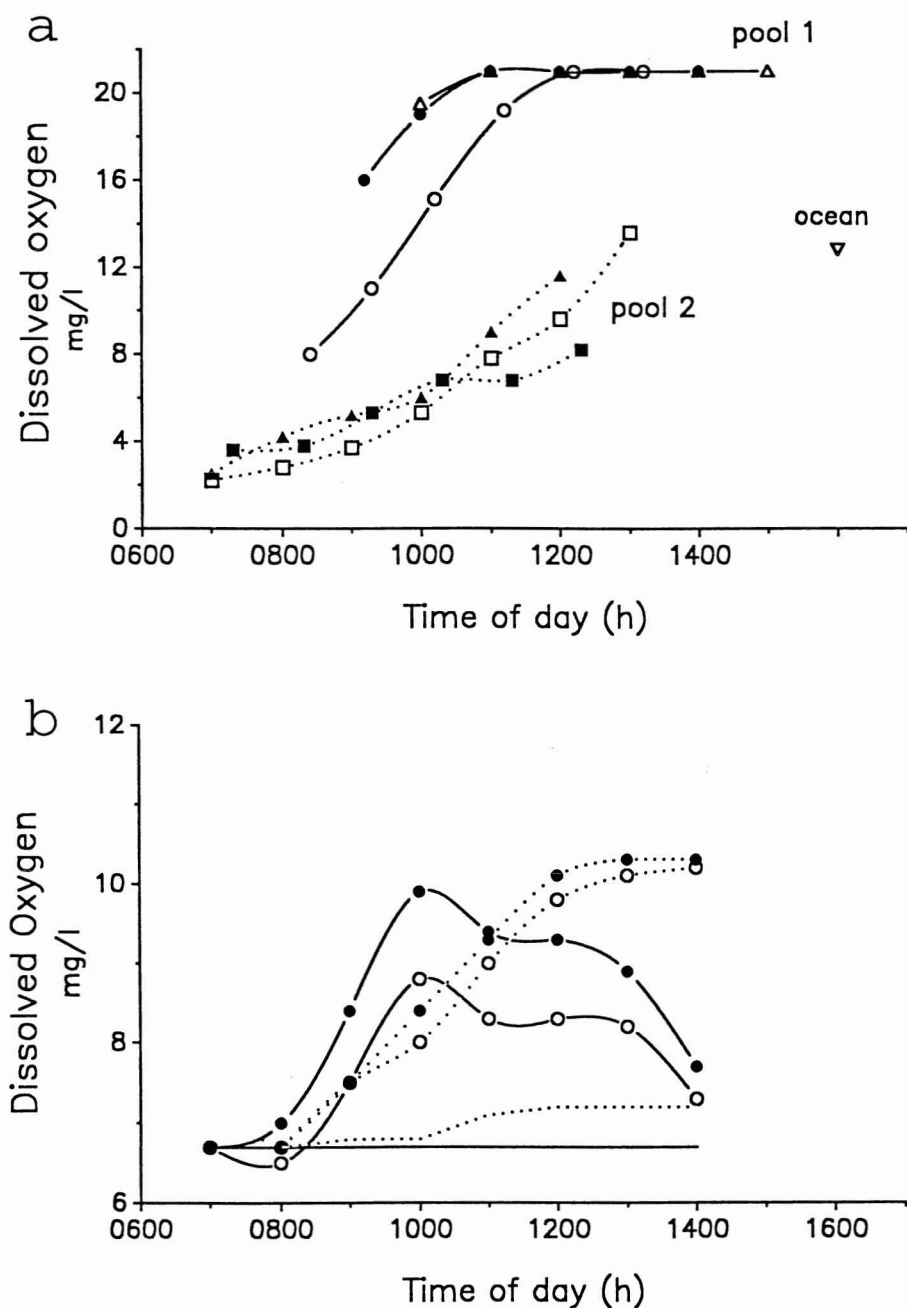 a
pool 1
20
16
ocean
12
pool 2
8
4
0
Dissolved oxygen
mg/l
0600 0800 1000 1200 1400
Time of day (h)
b
12
10
8
6
Dissolved Oxygen
mg/l
0600 0800 1000 1200 1400 1600
Time of day (h)